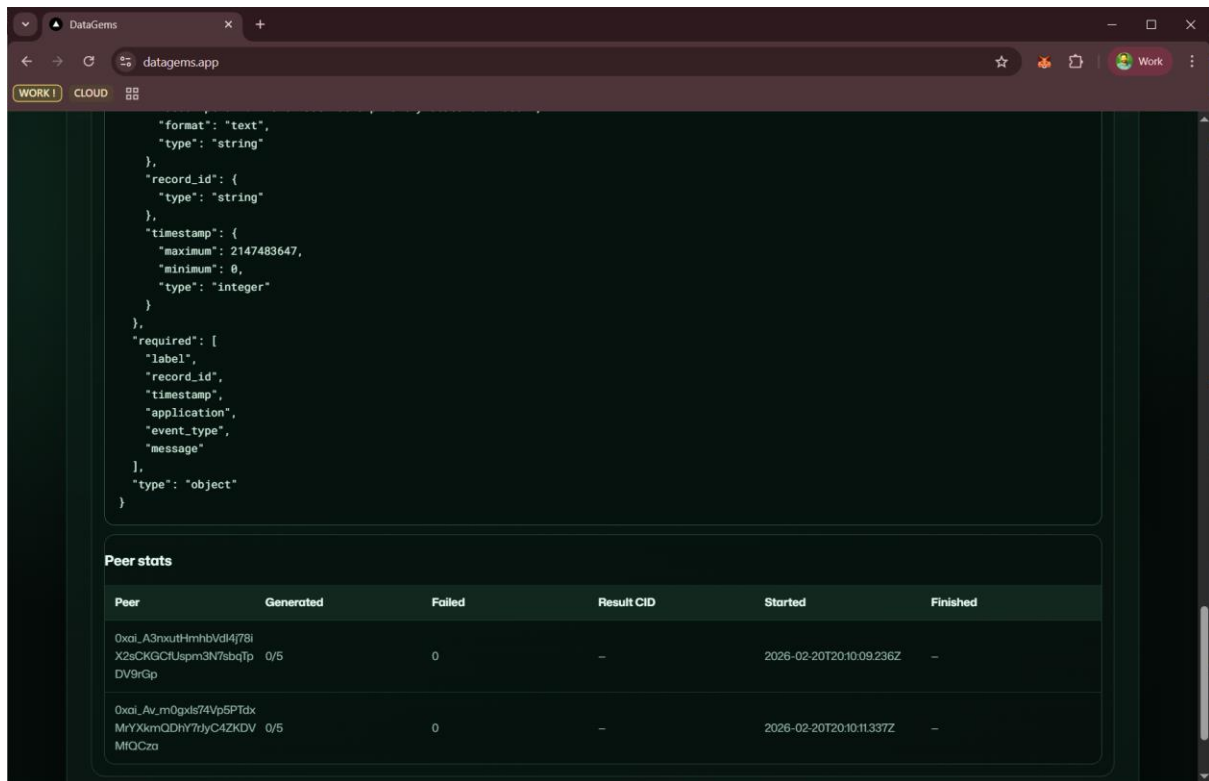 DataGems
datagems.app
Work
WORK !
CLOUD
"format": "text",
"type": "string"
},
"record_id": {
"type": "string"
},
"timestamp": {
"maximum": 2147483647,
"minimum": 0,
"type": "integer"
}
},
"required": [
"label",
"record_id",
"timestamp",
"application",
"event_type",
"message"
],
"type": "object"
}
Peer stats
Peer Generated Failed Result CID Started Finished
0xai_A3nxutHmhbVdI4j78i
X2sCKGCfUspm3N7sbqTp 0/5 0 – 2026-02-20T20:10:09.236Z –
DV9rGp
0xai_Av_m0gxls74Vp5PTdx
MrYXkmQDhY7rJyC4ZKDV 0/5 0 – 2026-02-20T20:10:11.337Z –
MfQCza